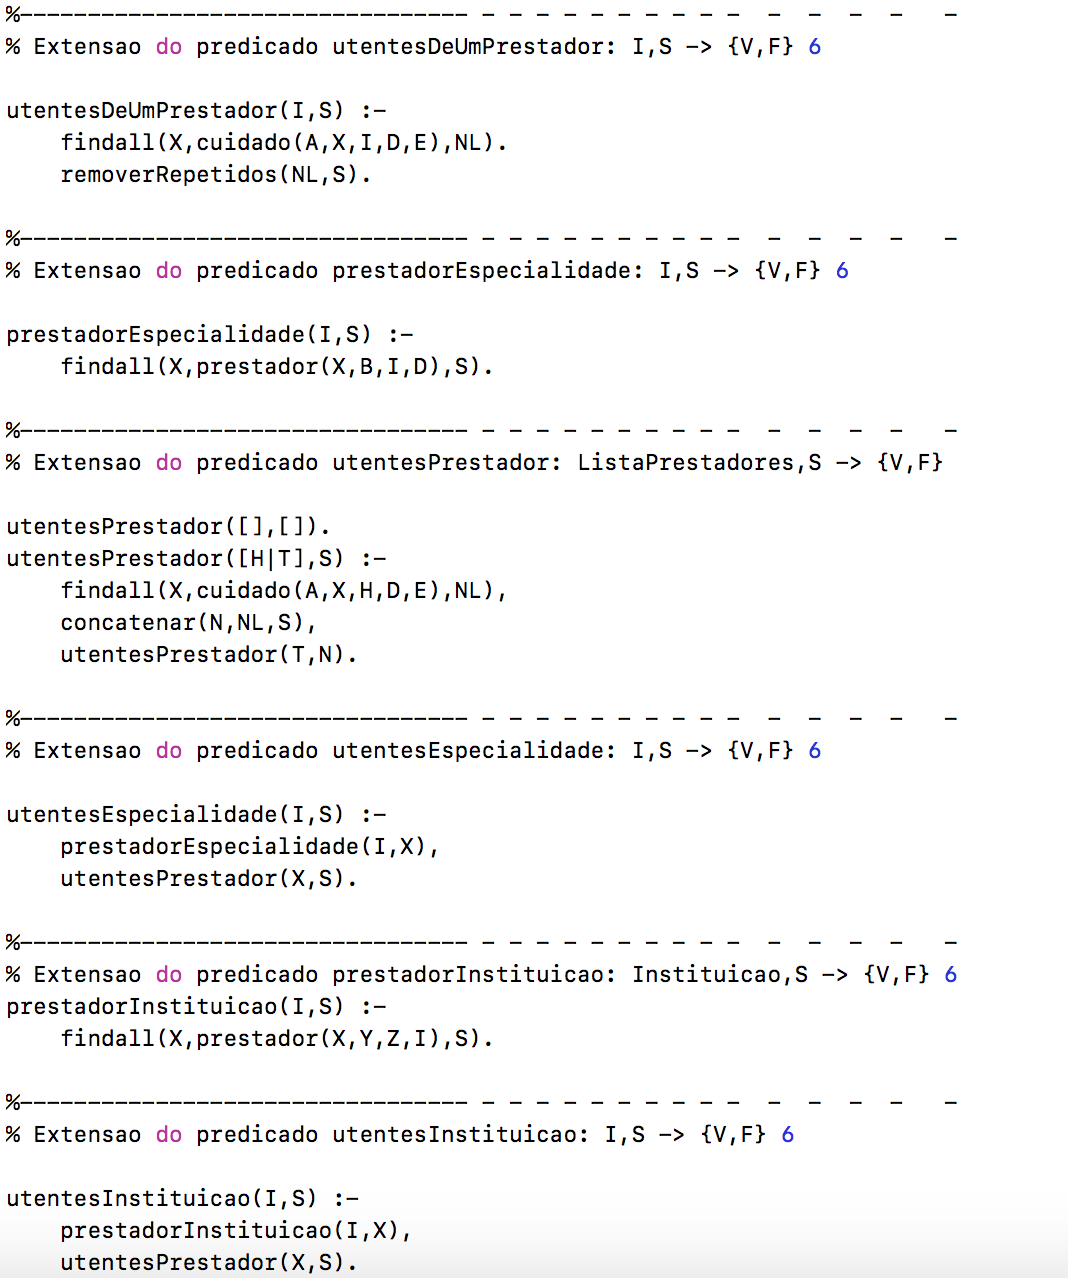 %--------------------------------- - - - - - - - - - -  -  -  -  -   -
% Extensao do predicado utentesDeUmPrestador: I,S -> {V,F} 6
utentesDeUmPrestador(I,S) :-
    findall(X,cuidado(A,X,I,D,E),NL).
    removerRepetidos(NL,S).
%--------------------------------- - - - - - - - - - -  -  -  -  -   -
% Extensao do predicado prestadorEspecialidade: I,S -> {V,F} 6
prestadorEspecialidade(I,S) :-
    findall(X,prestador(X,B,I,D),S).
%--------------------------------- - - - - - - - - - -  -  -  -  -   -
% Extensao do predicado utentesPrestador: ListaPrestadores,S -> {V,F}
utentesPrestador([],[]).
utentesPrestador([H|T],S) :-
    findall(X,cuidado(A,X,H,D,E),NL),
    concatenar(N,NL,S),
    utentesPrestador(T,N).
%--------------------------------- - - - - - - - - - -  -  -  -  -   -
% Extensao do predicado utentesEspecialidade: I,S -> {V,F} 6
utentesEspecialidade(I,S) :-
    prestadorEspecialidade(I,X),
    utentesPrestador(X,S).
%--------------------------------- - - - - - - - - - -  -  -  -  -   -
% Extensao do predicado prestadorInstituicao: Instituicao,S -> {V,F} 6
prestadorInstituicao(I,S) :-
    findall(X,prestador(X,Y,Z,I),S).
%--------------------------------- - - - - - - - - - -  -  -  -  -   -
% Extensao do predicado utentesInstituicao: I,S -> {V,F} 6
utentesInstituicao(I,S) :-
    prestadorInstituicao(I,X),
    utentesPrestador(X,S).